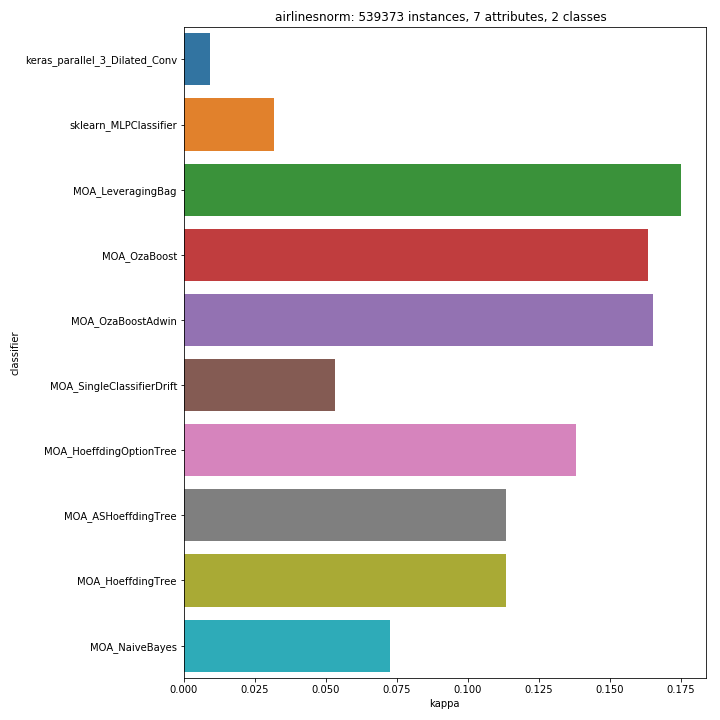 airlinesnorm: 539373 instances, 7 attributes, 2 classes
keras_parallel_3_Dilated_Conv
sklearn_MLPClassifier
MOA_LeveragingBag
MOA_OzaBoost
MOA_OzaBoostAdwin
classifier
MOA_SingleClassifierDrift
MOA_HoeffdingOptionTree
MOA_ASHoeffdingTree
MOA_HoeffdingTree
MOA_NaiveBayes
0.000 0.025 0.050 0.075 0.100 0.125 0.150 0.175
kappa